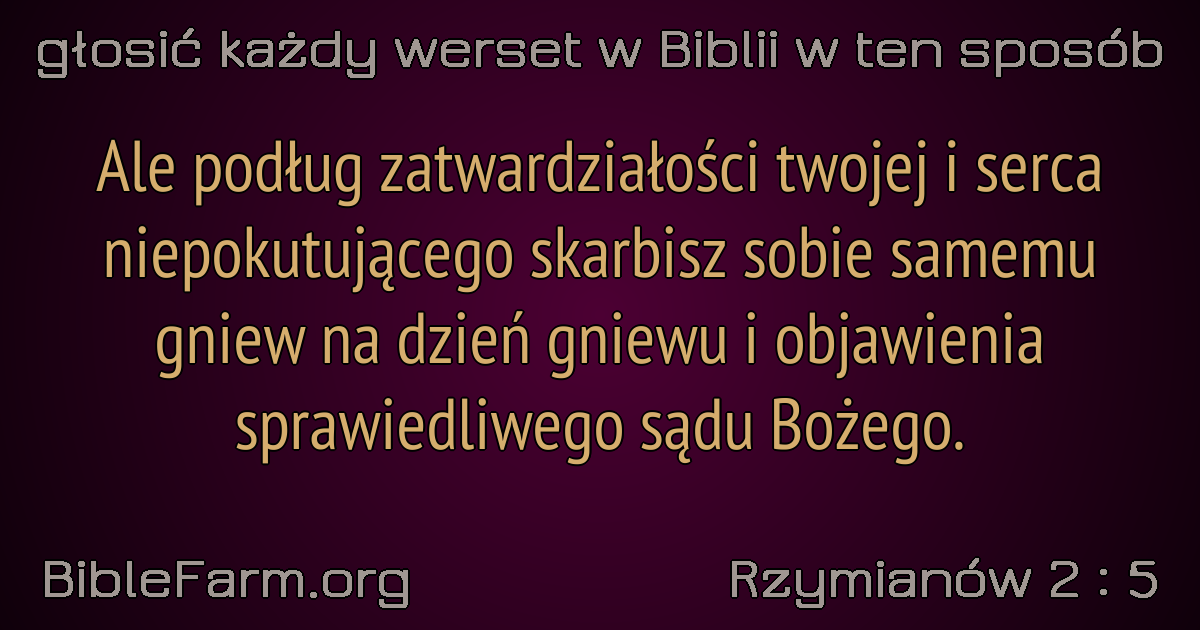 głosić każdy werset w Biblii w ten sposób
Ale podług zatwardziałości twojej i serca
niepokutującego skarbisz sobie samemu
gniew na dzień gniewu i objawienia
sprawiedliwego sądu Bożego.
BibleFarm.org
Rzymianów 2 : 5